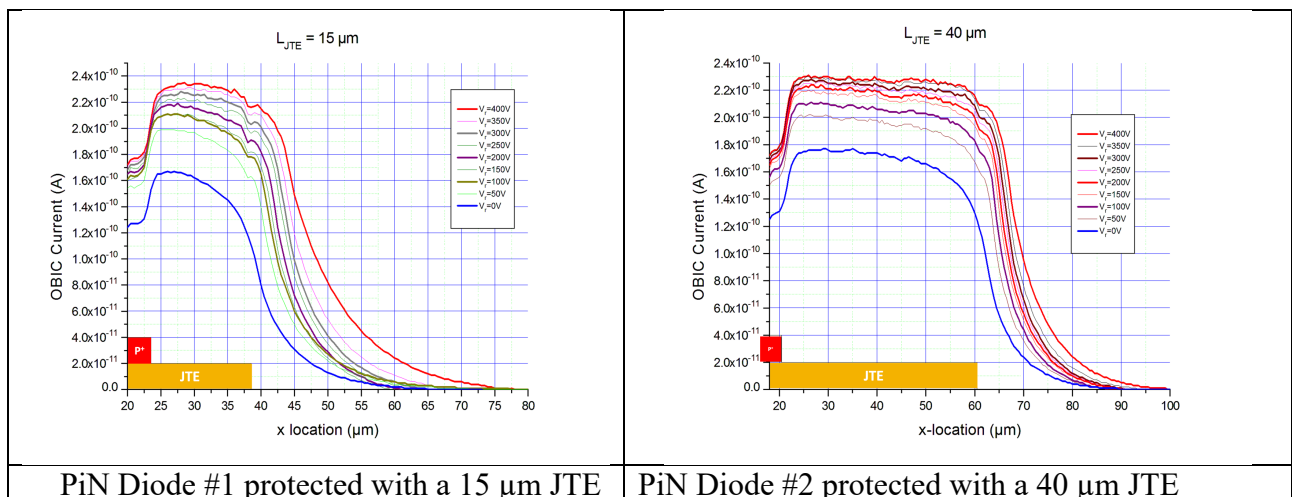 L_JTE = 15 µm
2.4x10⁻¹⁰
2.2x10⁻¹⁰
2.0x10⁻¹⁰
1.8x10⁻¹⁰
1.6x10⁻¹⁰
1.4x10⁻¹⁰
1.2x10⁻¹⁰
1.0x10⁻¹⁰
8.0x10⁻¹¹
6.0x10⁻¹¹
4.0x10⁻¹¹
2.0x10⁻¹¹
0.0
OBIC Current (A)
Vr=400V
Vr=350V
Vr=300V
Vr=250V
Vr=200V
Vr=150V
Vr=100V
Vr=50V
Vr=0V
P+
JTE
20 25 30 35 40 45 50 55 60 65 70 75 80
x location (µm)
L_JTE = 40 µm
2.4x10⁻¹⁰
2.2x10⁻¹⁰
2.0x10⁻¹⁰
1.8x10⁻¹⁰
1.6x10⁻¹⁰
1.4x10⁻¹⁰
1.2x10⁻¹⁰
1.0x10⁻¹⁰
8.0x10⁻¹¹
6.0x10⁻¹¹
4.0x10⁻¹¹
2.0x10⁻¹¹
0.0
OBIC Current (A)
Vr=400V
Vr=350V
Vr=300V
Vr=250V
Vr=200V
Vr=150V
Vr=100V
Vr=50V
Vr=0V
P+
JTE
20 30 40 50 60 70 80 90 100
x-location (µm)
PiN Diode #1 protected with a 15 µm JTE
PiN Diode #2 protected with a 40 µm JTE